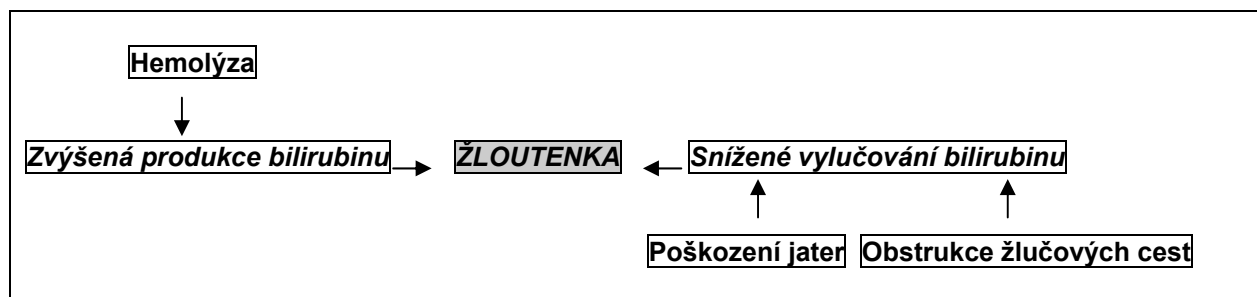 Hemolýza
Zvýšená produkce bilirubinu ŽLOUTENKA Snížené vylučování bilirubinu
Poškození jater Obstrukce žlučových cest